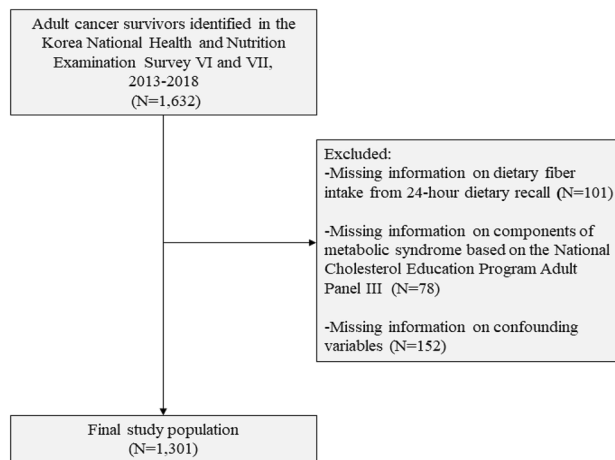 Adult cancer survivors identified in the
Korea National Health and Nutrition
Examination Survey VI and VII,
2013-2018
(N=1,632)
Excluded:
-Missing information on dietary fiber
intake from 24-hour dietary recall (N=101)
-Missing information on components of
metabolic syndrome based on the National
Cholesterol Education Program Adult
Panel III (N=78)
-Missing information on confounding
variables (N=152)
Final study population
(N=1,301)